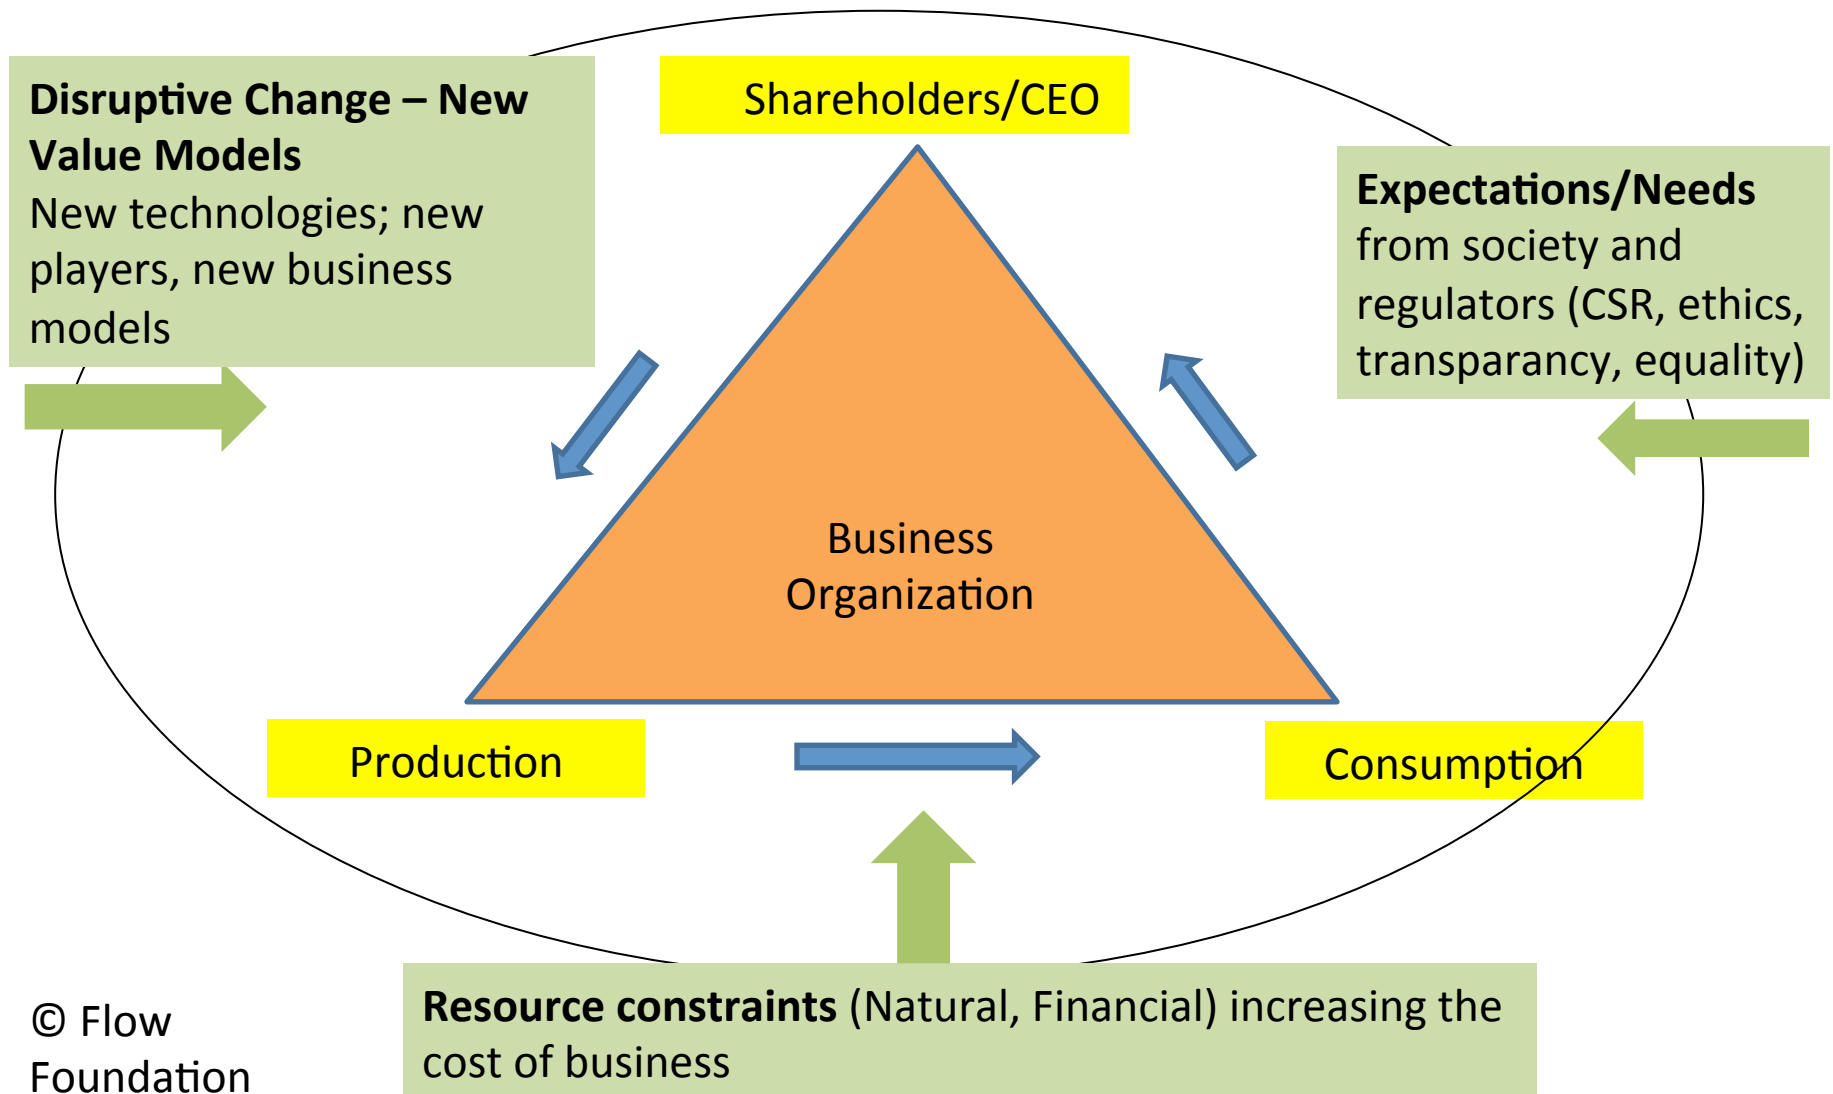 Disruptive Change – New
Value Models
New technologies; new
players, new business
models
Shareholders/CEO
Expectations/Needs
from society and
regulators (CSR, ethics,
transparancy, equality)
Business
Organization
Production
Consumption
Resource constraints (Natural, Financial) increasing the
cost of business
© Flow
Foundation